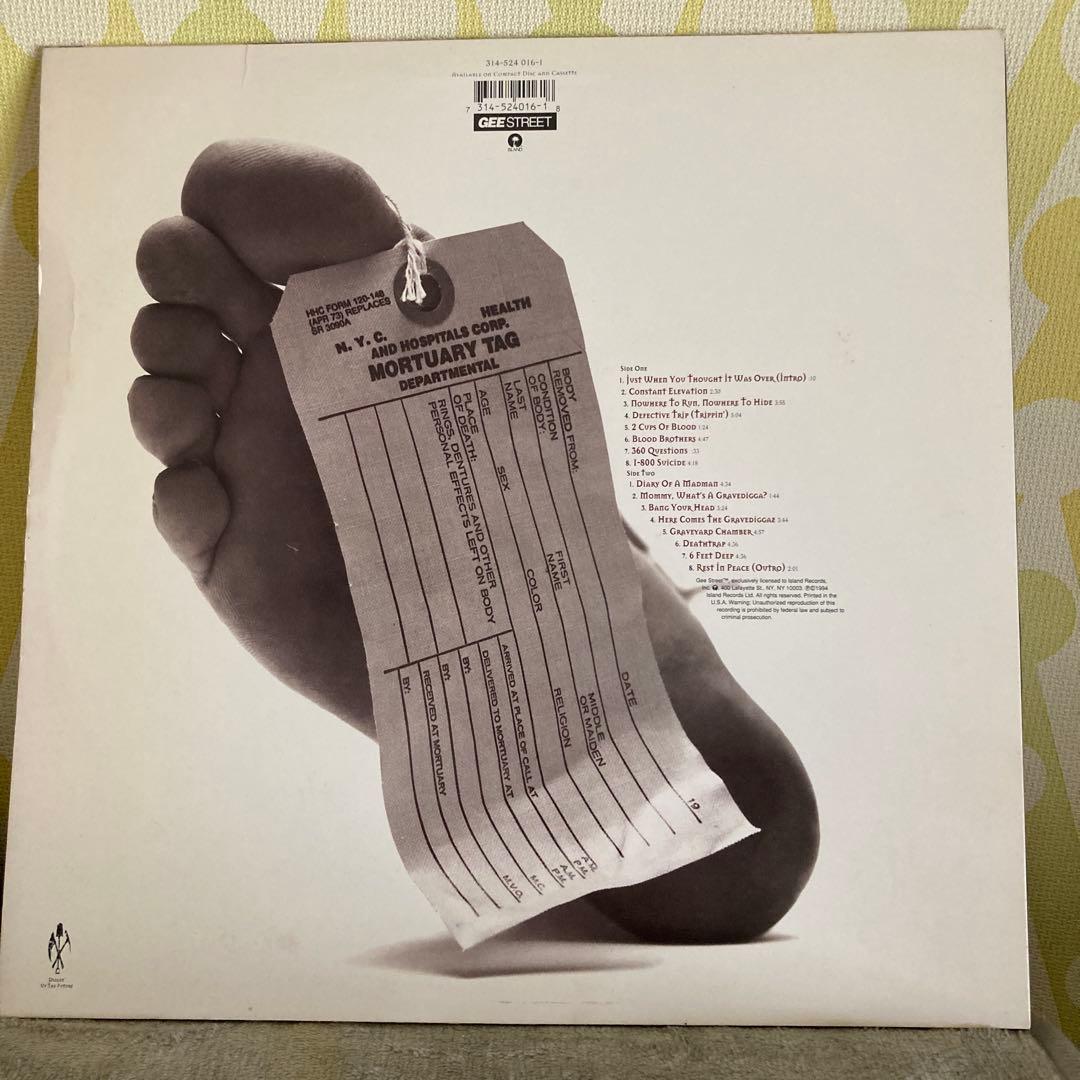 314-524 016-1
Available on Compact Disc and Cassette
7 314-524016-1 8
GEE STREET
ISLAND
HHC FORM 120-148
(APR 73) REPLACES
SR 3090A
N. Y. C. HEALTH
AND HOSPITALS CORP.
MORTUARY TAG
DEPARTMENTAL
BODY
REMOVED FROM:
CONDITION
OF BODY:
LAST
NAME
FIRST
NAME
MIDDLE
OR MAIDEN
DATE
19
AGE
SEX
COLOR
RELIGION
PLACE
OF DEATH:
RINGS, DENTURES AND OTHER
PERSONAL EFFECTS LEFT ON BODY
ARRIVED AT PLACE OF CALL AT
A.M.
P.M.
DELIVERED TO MORTUARY AT
A.M.
P.M.
BY:
M.C.
BY:
M.V.O.
RECEIVED AT MORTUARY
BY:
Side One
1. Just When You Thought It Was Over (Intro) :10
2. Constant Elevation 2:30
3. Nowhere To Run, Nowhere To Hide 3:55
4. Defective Trip (Trippin') 5:04
5. 2 Cups Of Blood 1:24
6. Blood Brothers 4:47
7. 360 Questions :33
8. 1-800 Suicide 4:18
Side Two
1. Diary Of A Madman 4:34
2. Mommy, What's A Gravedigga? 1:44
3. Bang Your Head 3:24
4. Here Comes The Gravediggaz 3:44
5. Graveyard Chamber 4:57
6. Deathtrap 4:36
7. 6 Feet Deep 4:36
8. Rest In Peace (Outro) 2:01
Gee Street™, exclusively licensed to Island Records,
Inc. 400 Lafayette St., NY, NY 10003. ℗©1994
Island Records Ltd. All rights reserved. Printed in the
U.S.A. Warning: Unauthorized reproduction of this
recording is prohibited by federal law and subject to
criminal prosecution.
Diggin'
Ur The Future